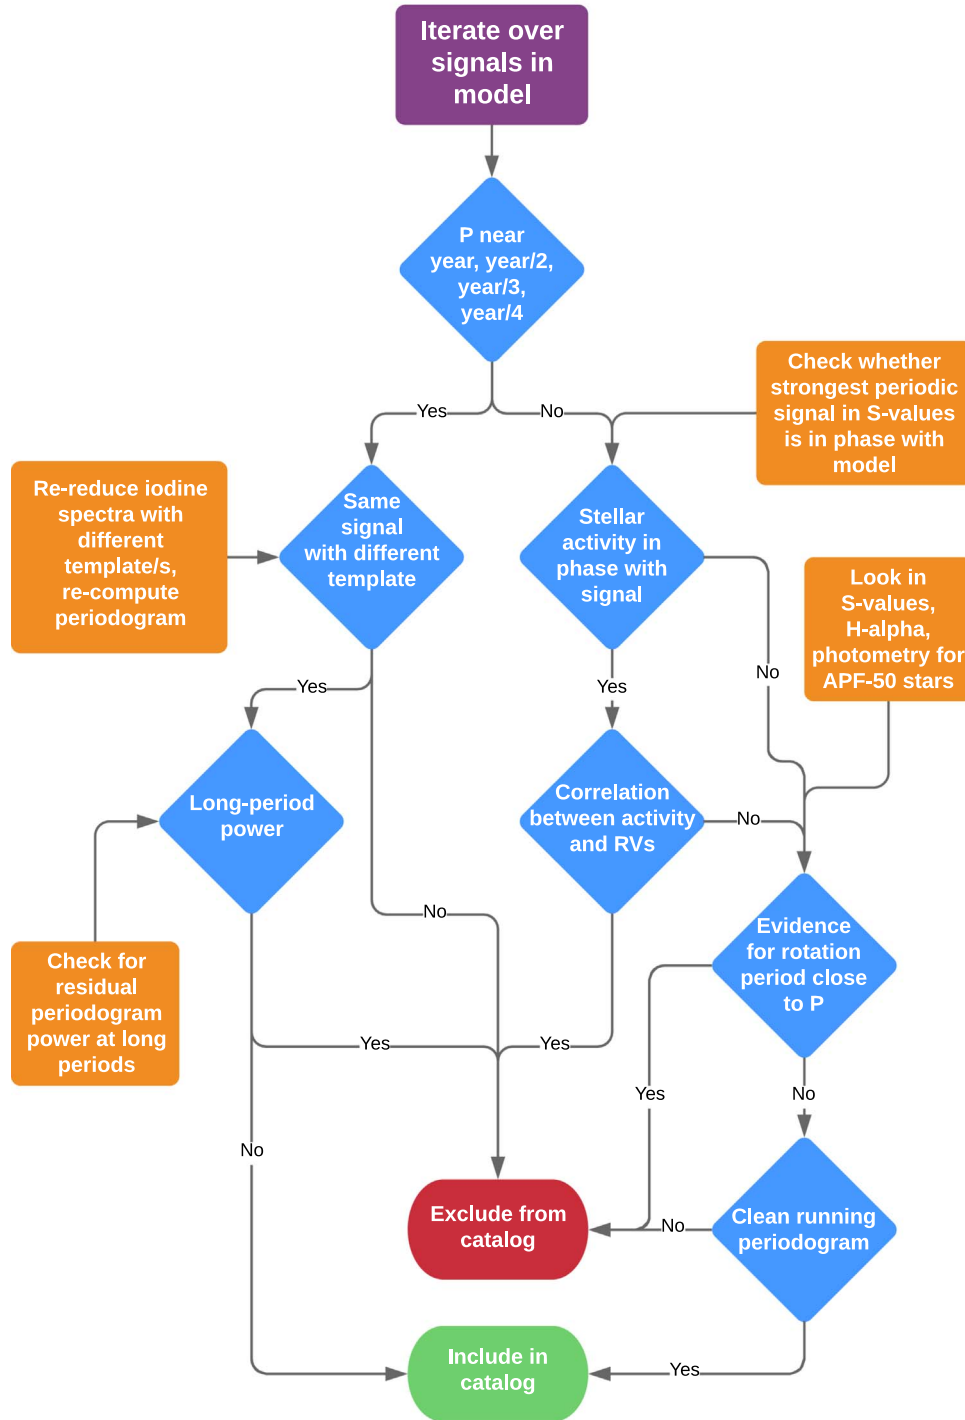 Iterate over
signals in
model
P near
year, year/2,
year/3,
year/4
Check whether
strongest periodic
signal in S-values
is in phase with
model
Yes
No
Re-reduce iodine
spectra with
different
template/s,
re-compute
periodogram
Same
signal
with different
template
Stellar
activity in
phase with
signal
Look in
S-values,
H-alpha,
photometry for
APF-50 stars
Yes
Yes
No
Long-period
power
Correlation
between activity
and RVs
No
No
Evidence
for rotation
period close
to P
Check for
residual
periodogram
power at long
periods
Yes
Yes
Yes
No
No
Exclude from
catalog
No
Clean running
periodogram
Include in
catalog
Yes